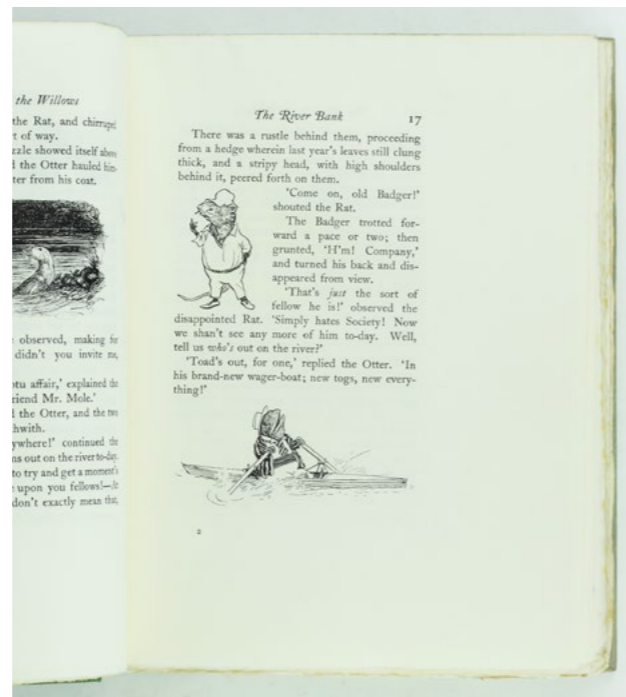 the Willows
the Rat, and chirruped
of way.
showed itself above
the Otter hauled him-
from his coat.
observed, making for
didn't you invite me,
affair,' explained the
friend Mr. Mole.'
the Otter, and the two
continued the
out on the river to-day.
to try and get a moment's
upon you fellows!—At
don't exactly mean that,
The River Bank 17
There was a rustle behind them, proceeding
from a hedge wherein last year's leaves still clung
thick, and a stripy head, with high shoulders
behind it, peered forth on them.
'Come on, old Badger!'
shouted the Rat.
The Badger trotted for-
ward a pace or two; then
grunted, 'H'm! Company,'
and turned his back and dis-
appeared from view.
'That's just the sort of
fellow he is!' observed the
disappointed Rat. 'Simply hates Society! Now
we shan't see any more of him to-day. Well,
tell us who's out on the river?'
'Toad's out, for one,' replied the Otter. 'In
his brand-new wager-boat; new togs, new every-
thing!'
2